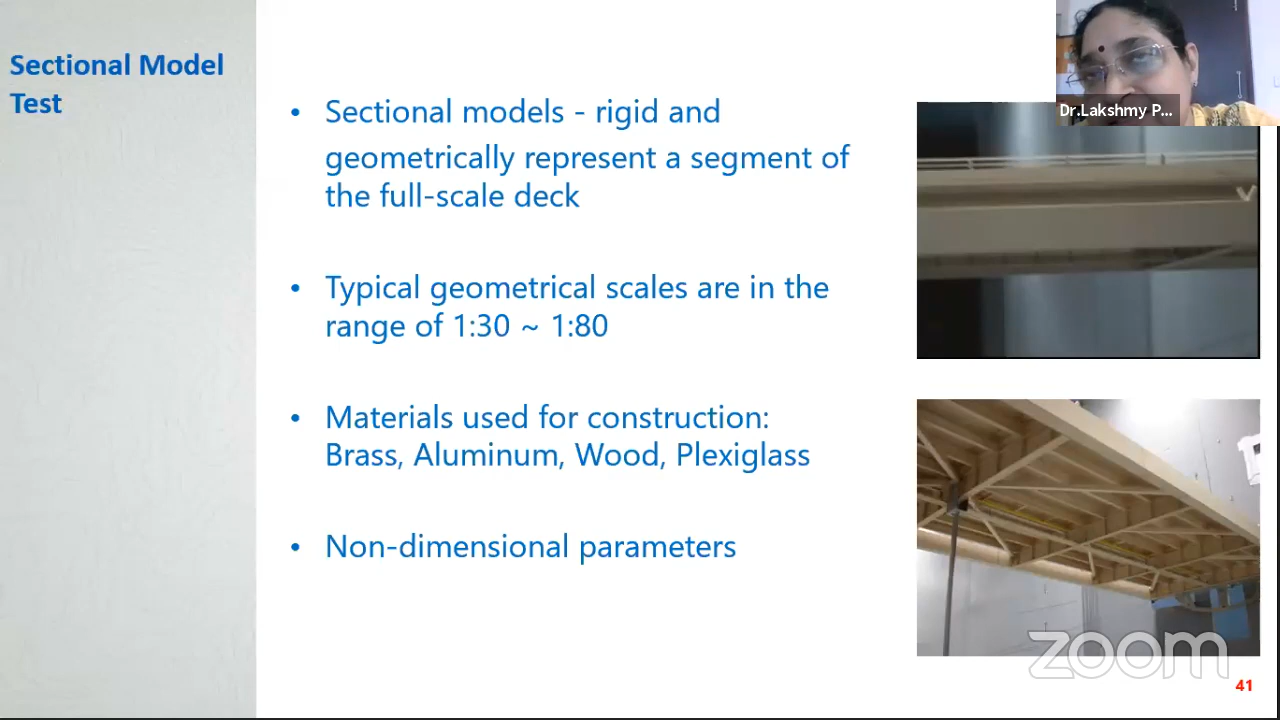 Sectional Model
Test
• Sectional models - rigid and
geometrically represent a segment of
the full-scale deck
• Typical geometrical scales are in the
range of 1:30 ~ 1:80
• Materials used for construction:
Brass, Aluminum, Wood, Plexiglass
• Non-dimensional parameters
Dr.Lakshmy P...
zoom
41